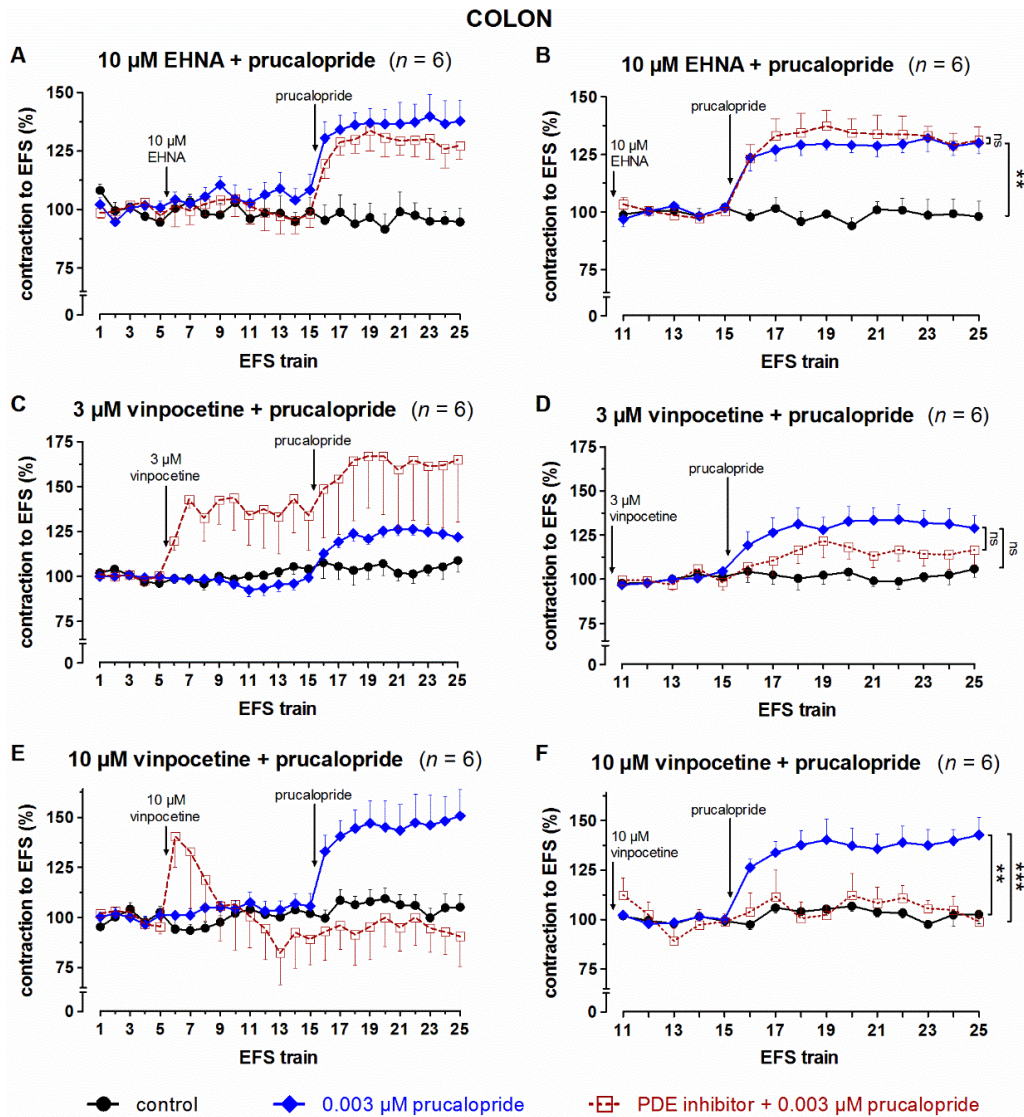 COLON
A
10 µM EHNA + prucalopride (n = 6)
contraction to EFS (%)
150
125
100
75
0
10 µM
EHNA
prucalopride
1 3 5 7 9 11 13 15 17 19 21 23 25
EFS train
B
10 µM EHNA + prucalopride (n = 6)
contraction to EFS (%)
150
125
100
75
0
10 µM
EHNA
prucalopride
ns
**
11 13 15 17 19 21 23 25
EFS train
C
3 µM vinpocetine + prucalopride (n = 6)
contraction to EFS (%)
175
150
125
100
75
0
3 µM
vinpocetine
prucalopride
1 3 5 7 9 11 13 15 17 19 21 23 25
EFS train
D
3 µM vinpocetine + prucalopride (n = 6)
contraction to EFS (%)
175
150
125
100
75
0
3 µM
vinpocetine
prucalopride
ns
ns
11 13 15 17 19 21 23 25
EFS train
E
10 µM vinpocetine + prucalopride (n = 6)
contraction to EFS (%)
150
125
100
75
0
10 µM
vinpocetine
prucalopride
1 3 5 7 9 11 13 15 17 19 21 23 25
EFS train
F
10 µM vinpocetine + prucalopride (n = 6)
contraction to EFS (%)
150
125
100
75
0
10 µM
vinpocetine
prucalopride
**
***
11 13 15 17 19 21 23 25
EFS train
control
0.003 µM prucalopride
PDE inhibitor + 0.003 µM prucalopride